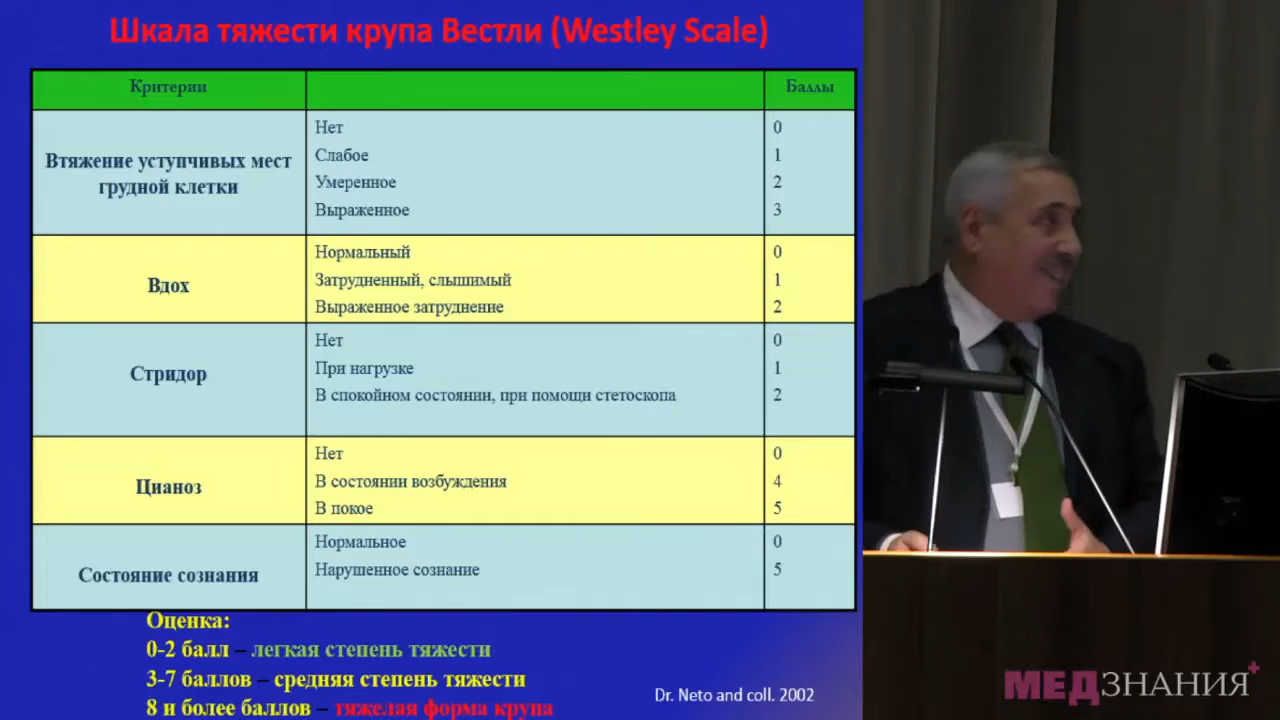 Шкала тяжести крупа Вестли (Westley Scale)
Критерии
Баллы
Втяжение уступчивых мест
грудной клетки
Нет 0
Слабое 1
Умеренное 2
Выраженное 3
Вдох
Нормальный 0
Затрудненный, слышимый 1
Выраженное затруднение 2
Стридор
Нет 0
При нагрузке 1
В спокойном состоянии, при помощи стетоскопа 2
Цианоз
Нет 0
В состоянии возбуждения 4
В покое 5
Состояние сознания
Нормальное 0
Нарушенное сознание 5
Оценка:
0-2 балл – легкая степень тяжести
3-7 баллов – средняя степень тяжести
8 и более баллов – тяжелая форма крупа
Dr. Neto and coll. 2002
МЕДЗНАНИЯ+